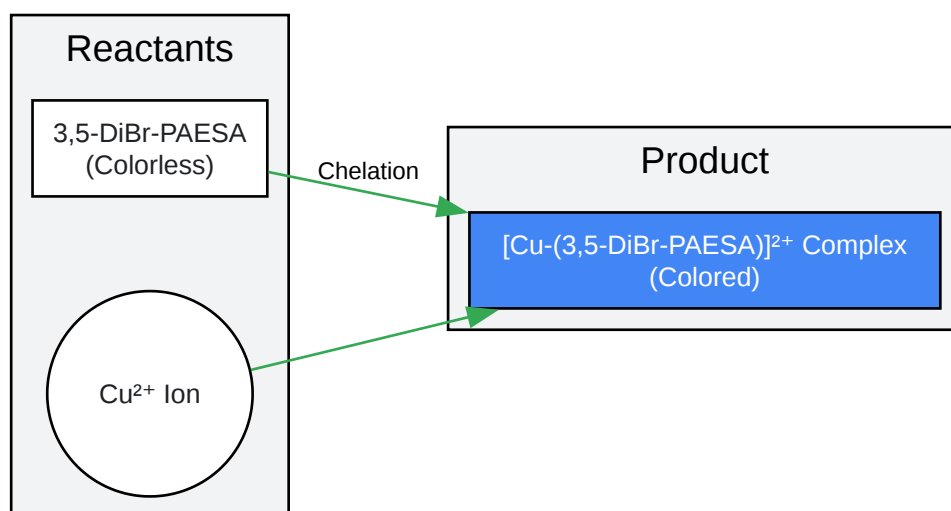 Reactants
3,5-DiBr-PAESA
(Colorless)
Chelation
Cu²⁺ Ion
Product
[Cu-(3,5-DiBr-PAESA)]²⁺ Complex
(Colored)